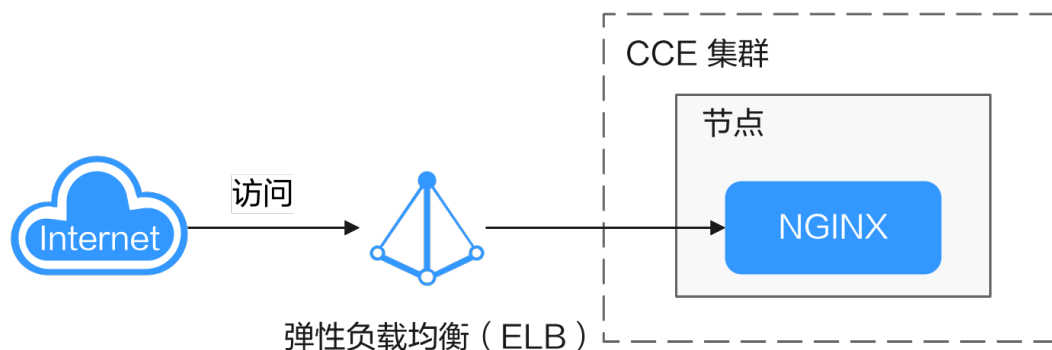 CCE 集群
节点
访问
Internet
NGINX
弹性负载均衡（ELB）